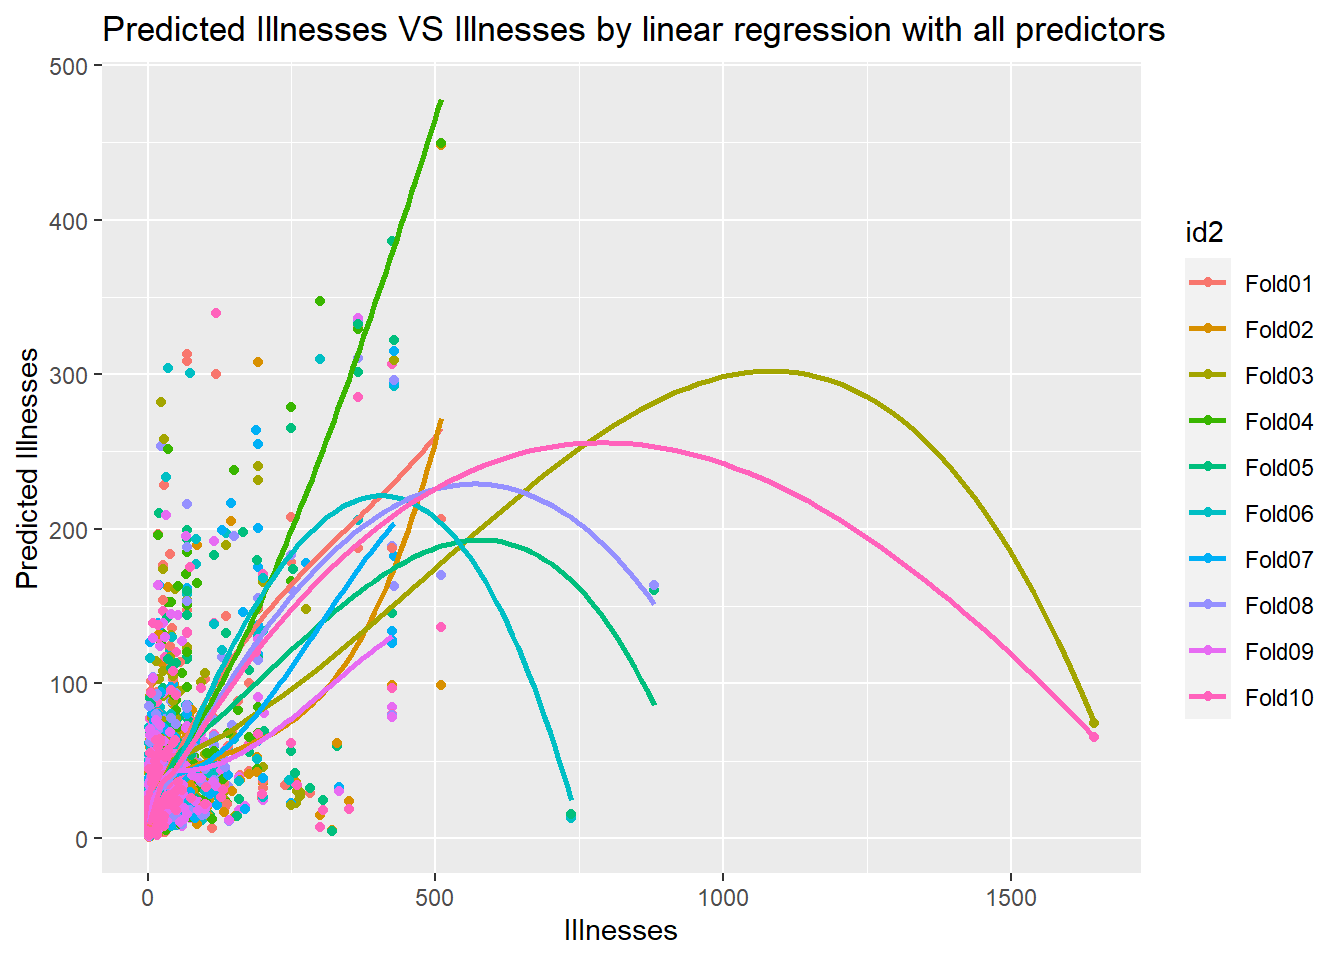 Predicted Illnesses VS Illnesses by linear regression with all predictors
500
400
300
200
100
0
Predicted Illnesses
0
500
1000
1500
Illnesses
id2
Fold01
Fold02
Fold03
Fold04
Fold05
Fold06
Fold07
Fold08
Fold09
Fold10